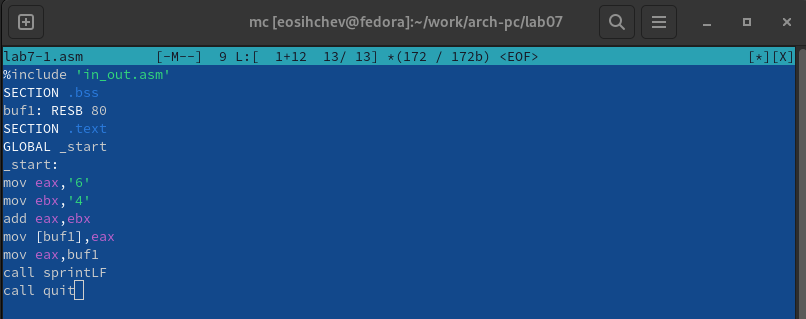 mc [eosihchev@fedora]:~/work/arch-pc/lab07
lab7-1.asm [-M--] 9 L:[ 1+12 13/ 13] *(172 / 172b) <EOF> [*][X]
%include 'in_out.asm'
SECTION .bss
buf1: RESB 80
SECTION .text
GLOBAL _start
_start:
mov eax,'6'
mov ebx,'4'
add eax,ebx
mov [buf1],eax
mov eax,buf1
call sprintLF
call quit